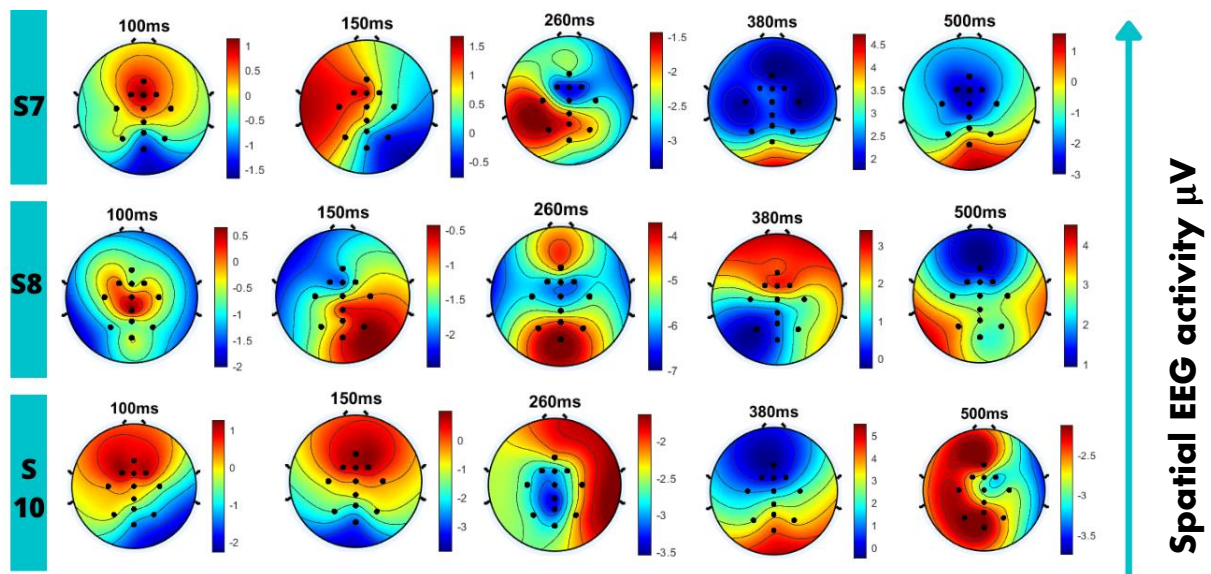 100ms 150ms 260ms 380ms 500ms
1 0.5 0 -0.5 -1 -1.5
1.5 1 0.5 0 -0.5
-1.5 -2 -2.5 -3
4.5 4 3.5 3 2.5 2
1 0 -1 -2 -3
S7
100ms 150ms 260ms 380ms 500ms
0.5 0 -0.5 -1 -1.5 -2
-0.5 -1 -1.5 -2
-4 -5 -6 -7
3 2 1 0
4 3 2 1
S8
100ms 150ms 260ms 380ms 500ms
1 0 -1 -2
0 -1 -2 -3
-2 -2.5 -3 -3.5
5 4 3 2 1 0
-2.5 -3 -3.5
S
10
Spatial EEG activity µV